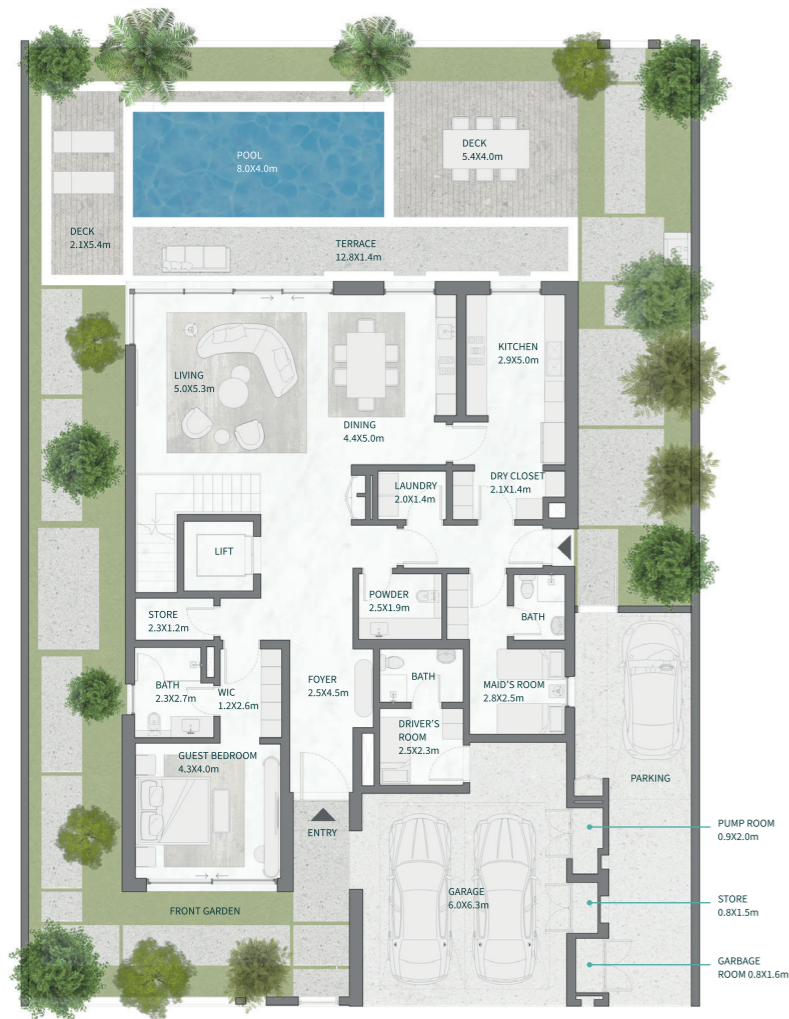 POOL
8.0X4.0m
DECK
5.4X4.0m
DECK
2.1X5.4m
TERRACE
12.8X1.4m
LIVING
5.0X5.3m
KITCHEN
2.9X5.0m
DINING
4.4X5.0m
LAUNDRY
2.0X1.4m
DRY CLOSET
2.1X1.4m
LIFT
POWDER
2.5X1.9m
STORE
2.3X1.2m
BATH
BATH
2.3X2.7m
WIC
1.2X2.6m
FOYER
2.5X4.5m
BATH
MAID'S ROOM
2.8X2.5m
DRIVER'S
ROOM
2.5X2.3m
GUEST BEDROOM
4.3X4.0m
PARKING
ENTRY
PUMP ROOM
0.9X2.0m
GARAGE
6.0X6.3m
STORE
0.8X1.5m
FRONT GARDEN
GARBAGE
ROOM 0.8X1.6m